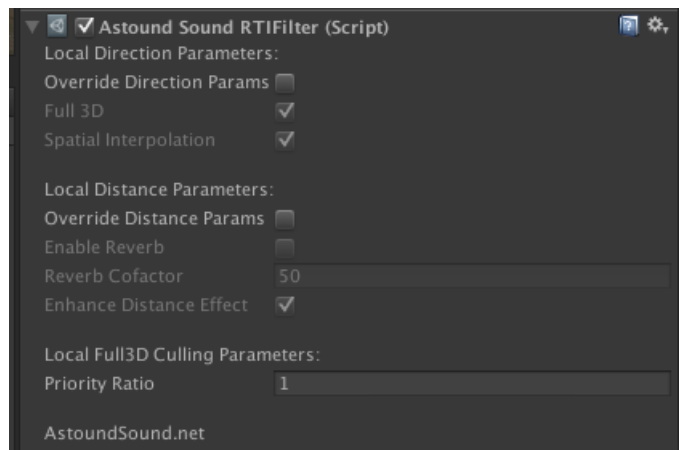 Astound Sound RTIFilter (Script)
Local Direction Parameters:
Override Direction Params
Full 3D
Spatial Interpolation
Local Distance Parameters:
Override Distance Params
Enable Reverb
Reverb Cofactor 50
Enhance Distance Effect
Local Full3D Culling Parameters:
Priority Ratio 1
AstoundSound.net